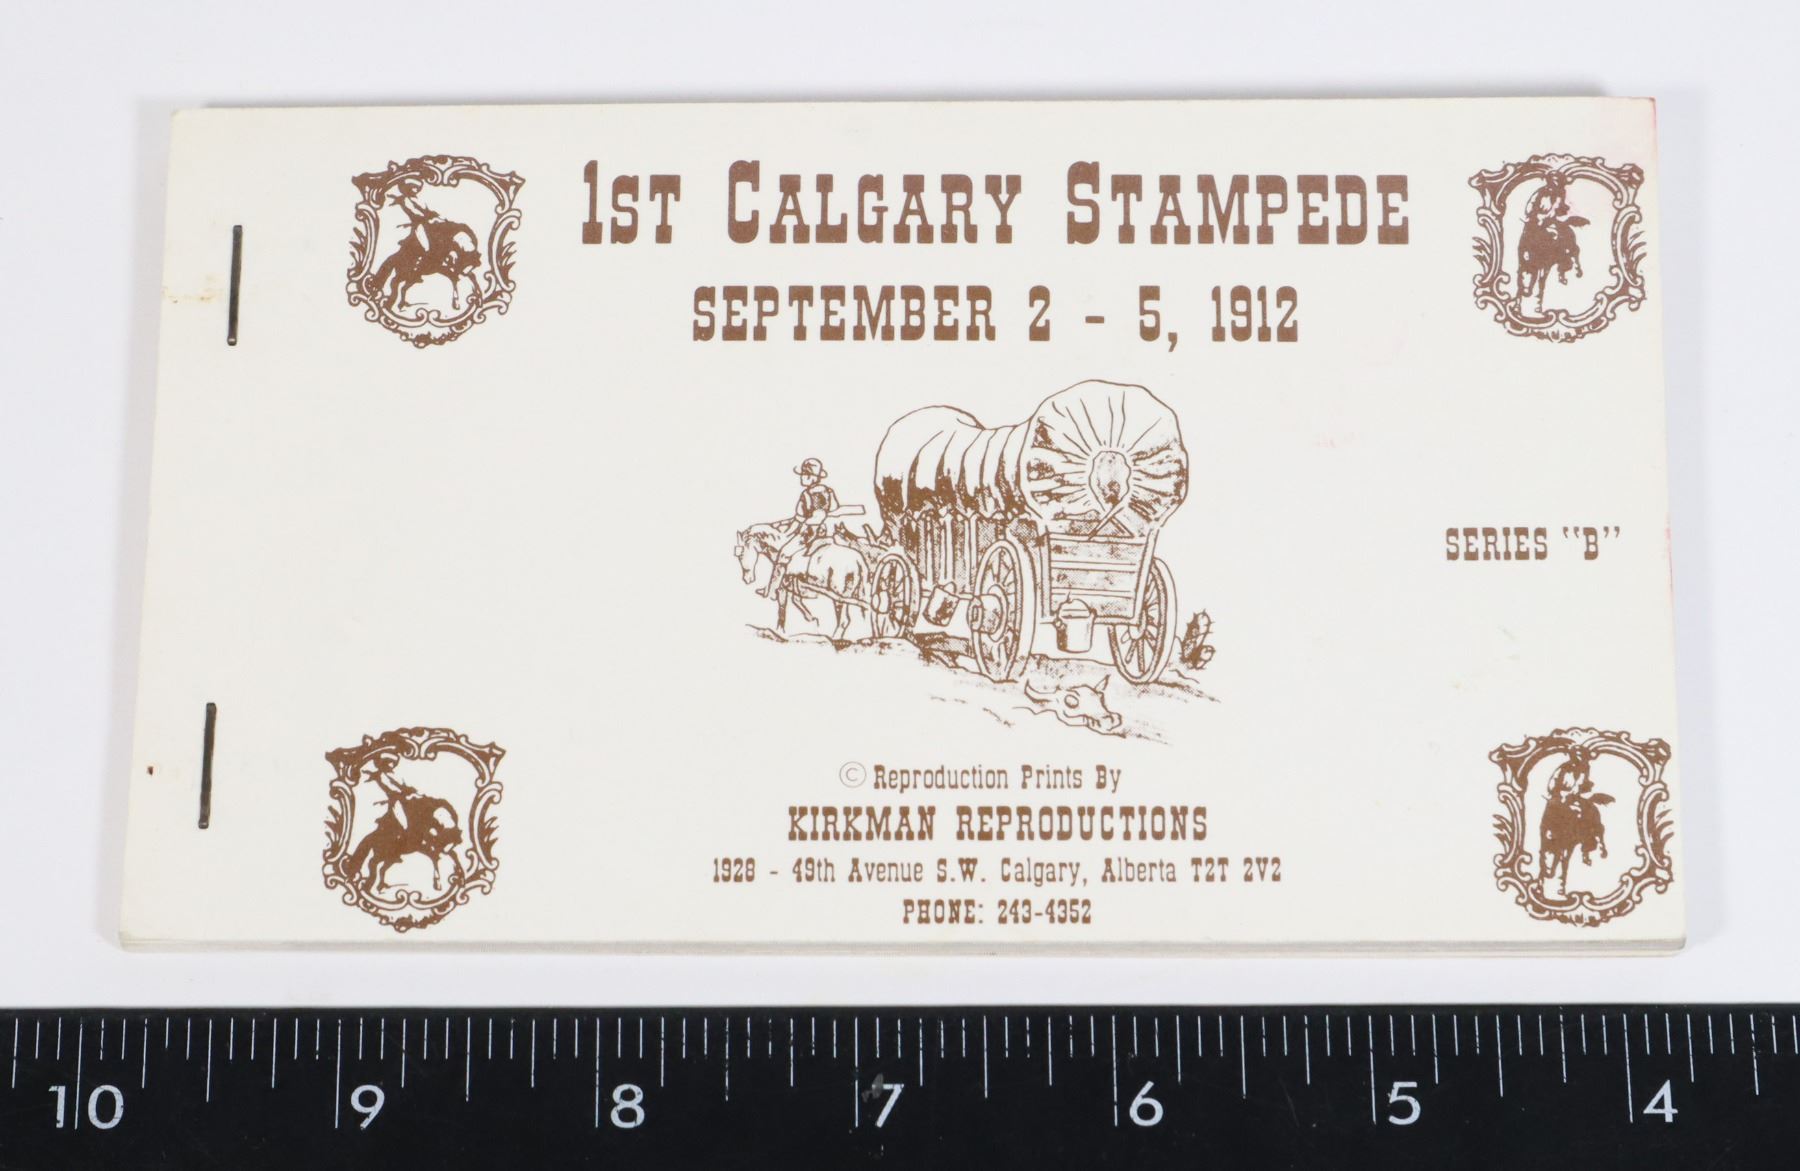 1ST CALGARY STAMPEDE
SEPTEMBER 2 - 5, 1912
SERIES "B"
© Reproduction Prints By
KIRKMAN REPRODUCTIONS
1928 - 49th Avenue S.W. Calgary, Alberta T2T 2V2
PHONE: 243-4352
10 9 8 7 6 5 4